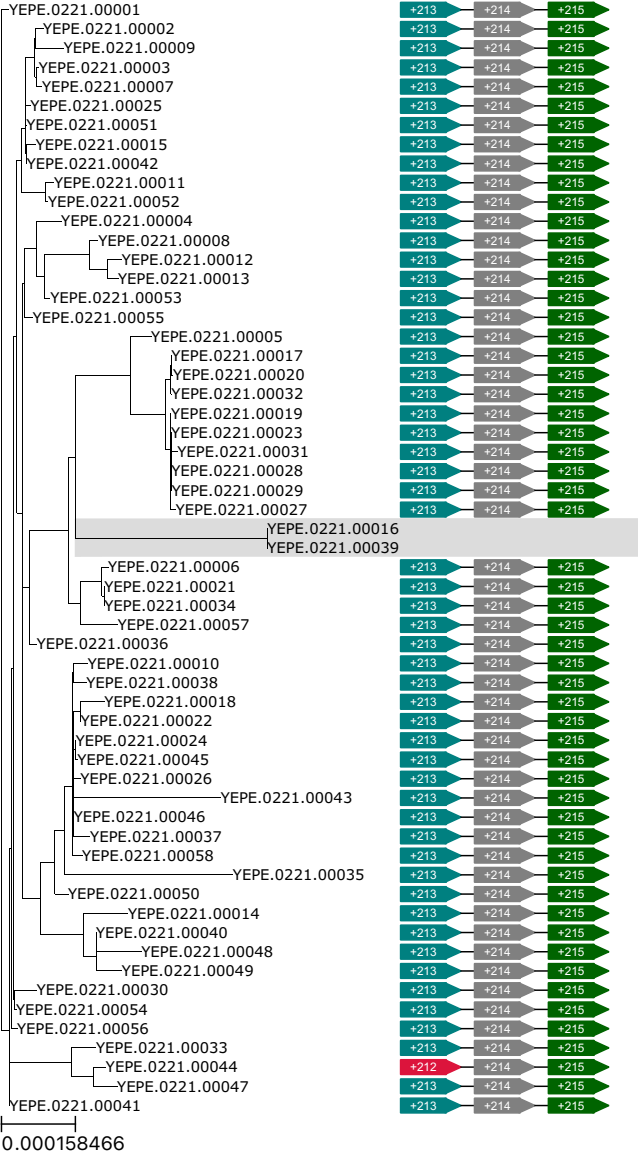 YEPE.0221.00001 +213 +214 +215
YEPE.0221.00002 +213 +214 +215
YEPE.0221.00009 +213 +214 +215
YEPE.0221.00003 +213 +214 +215
YEPE.0221.00007 +213 +214 +215
YEPE.0221.00025 +213 +214 +215
YEPE.0221.00051 +213 +214 +215
YEPE.0221.00015 +213 +214 +215
YEPE.0221.00042 +213 +214 +215
YEPE.0221.00011 +213 +214 +215
YEPE.0221.00052 +213 +214 +215
YEPE.0221.00004 +213 +214 +215
YEPE.0221.00008 +213 +214 +215
YEPE.0221.00012 +213 +214 +215
YEPE.0221.00013 +213 +214 +215
YEPE.0221.00053 +213 +214 +215
YEPE.0221.00055 +213 +214 +215
YEPE.0221.00005 +213 +214 +215
YEPE.0221.00017 +213 +214 +215
YEPE.0221.00020 +213 +214 +215
YEPE.0221.00032 +213 +214 +215
YEPE.0221.00019 +213 +214 +215
YEPE.0221.00023 +213 +214 +215
YEPE.0221.00031 +213 +214 +215
YEPE.0221.00028 +213 +214 +215
YEPE.0221.00029 +213 +214 +215
YEPE.0221.00027 +213 +214 +215
YEPE.0221.00016
YEPE.0221.00039
YEPE.0221.00006 +213 +214 +215
YEPE.0221.00021 +213 +214 +215
YEPE.0221.00034 +213 +214 +215
YEPE.0221.00057 +213 +214 +215
YEPE.0221.00036 +213 +214 +215
YEPE.0221.00010 +213 +214 +215
YEPE.0221.00038 +213 +214 +215
YEPE.0221.00018 +213 +214 +215
YEPE.0221.00022 +213 +214 +215
YEPE.0221.00024 +213 +214 +215
YEPE.0221.00045 +213 +214 +215
YEPE.0221.00026 +213 +214 +215
YEPE.0221.00043 +213 +214 +215
YEPE.0221.00046 +213 +214 +215
YEPE.0221.00037 +213 +214 +215
YEPE.0221.00058 +213 +214 +215
YEPE.0221.00035 +213 +214 +215
YEPE.0221.00050 +213 +214 +215
YEPE.0221.00014 +213 +214 +215
YEPE.0221.00040 +213 +214 +215
YEPE.0221.00048 +213 +214 +215
YEPE.0221.00049 +213 +214 +215
YEPE.0221.00030 +213 +214 +215
YEPE.0221.00054 +213 +214 +215
YEPE.0221.00056 +213 +214 +215
YEPE.0221.00033 +213 +214 +215
YEPE.0221.00044 +212 +214 +215
YEPE.0221.00047 +213 +214 +215
YEPE.0221.00041 +213 +214 +215
0.000158466